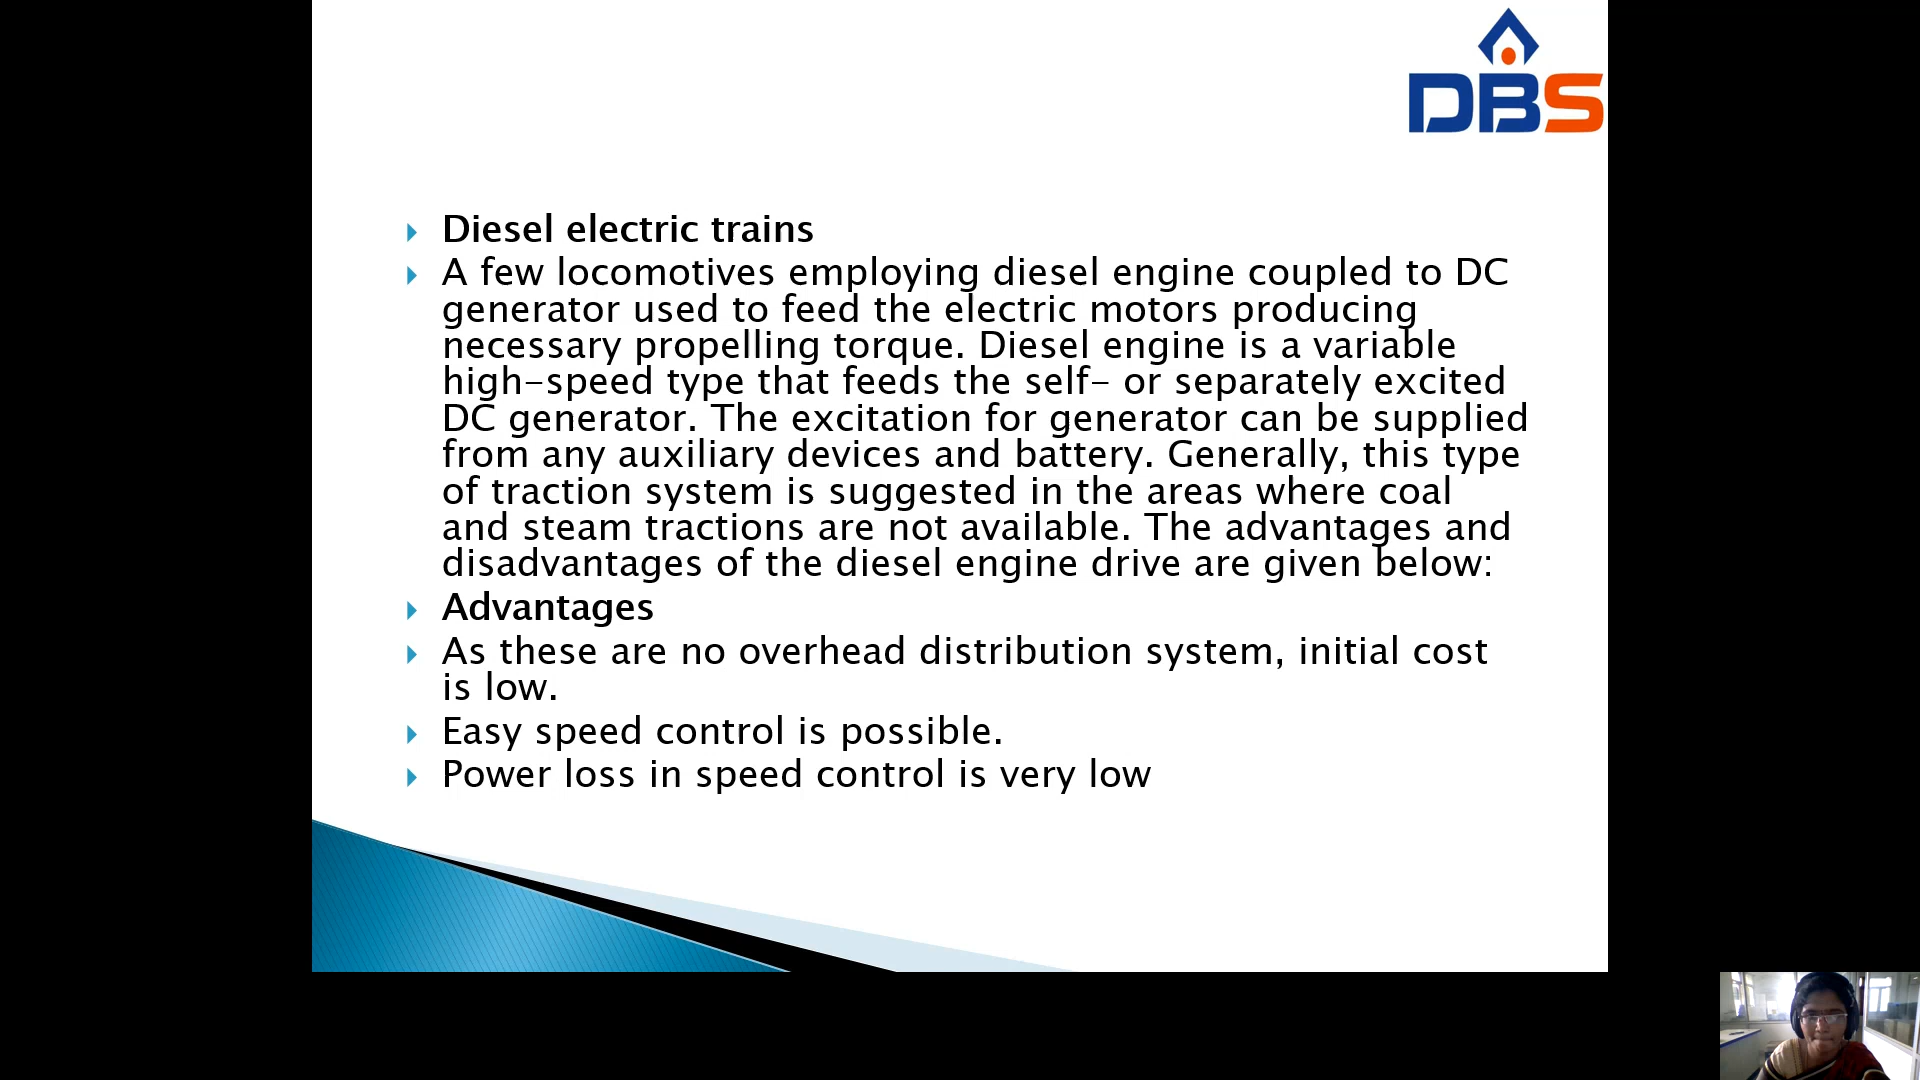 DBS
Diesel electric trains
A few locomotives employing diesel engine coupled to DC
generator used to feed the electric motors producing
necessary propelling torque. Diesel engine is a variable
high-speed type that feeds the self- or separately excited
DC generator. The excitation for generator can be supplied
from any auxiliary devices and battery. Generally, this type
of traction system is suggested in the areas where coal
and steam tractions are not available. The advantages and
disadvantages of the diesel engine drive are given below:
Advantages
As these are no overhead distribution system, initial cost
is low.
Easy speed control is possible.
Power loss in speed control is very low